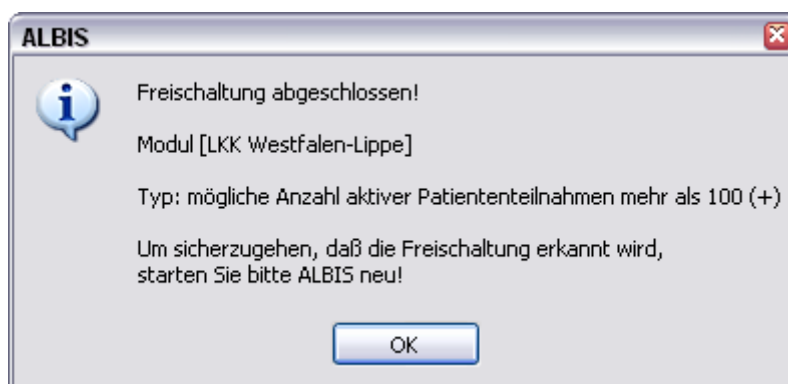 ALBIS
Freischaltung abgeschlossen!
Modul [LKK Westfalen-Lippe]
Typ: mögliche Anzahl aktiver Patiententeilnahmen mehr als 100 (+)
Um sicherzugehen, daß die Freischaltung erkannt wird,
starten Sie bitte ALBIS neu!
OK